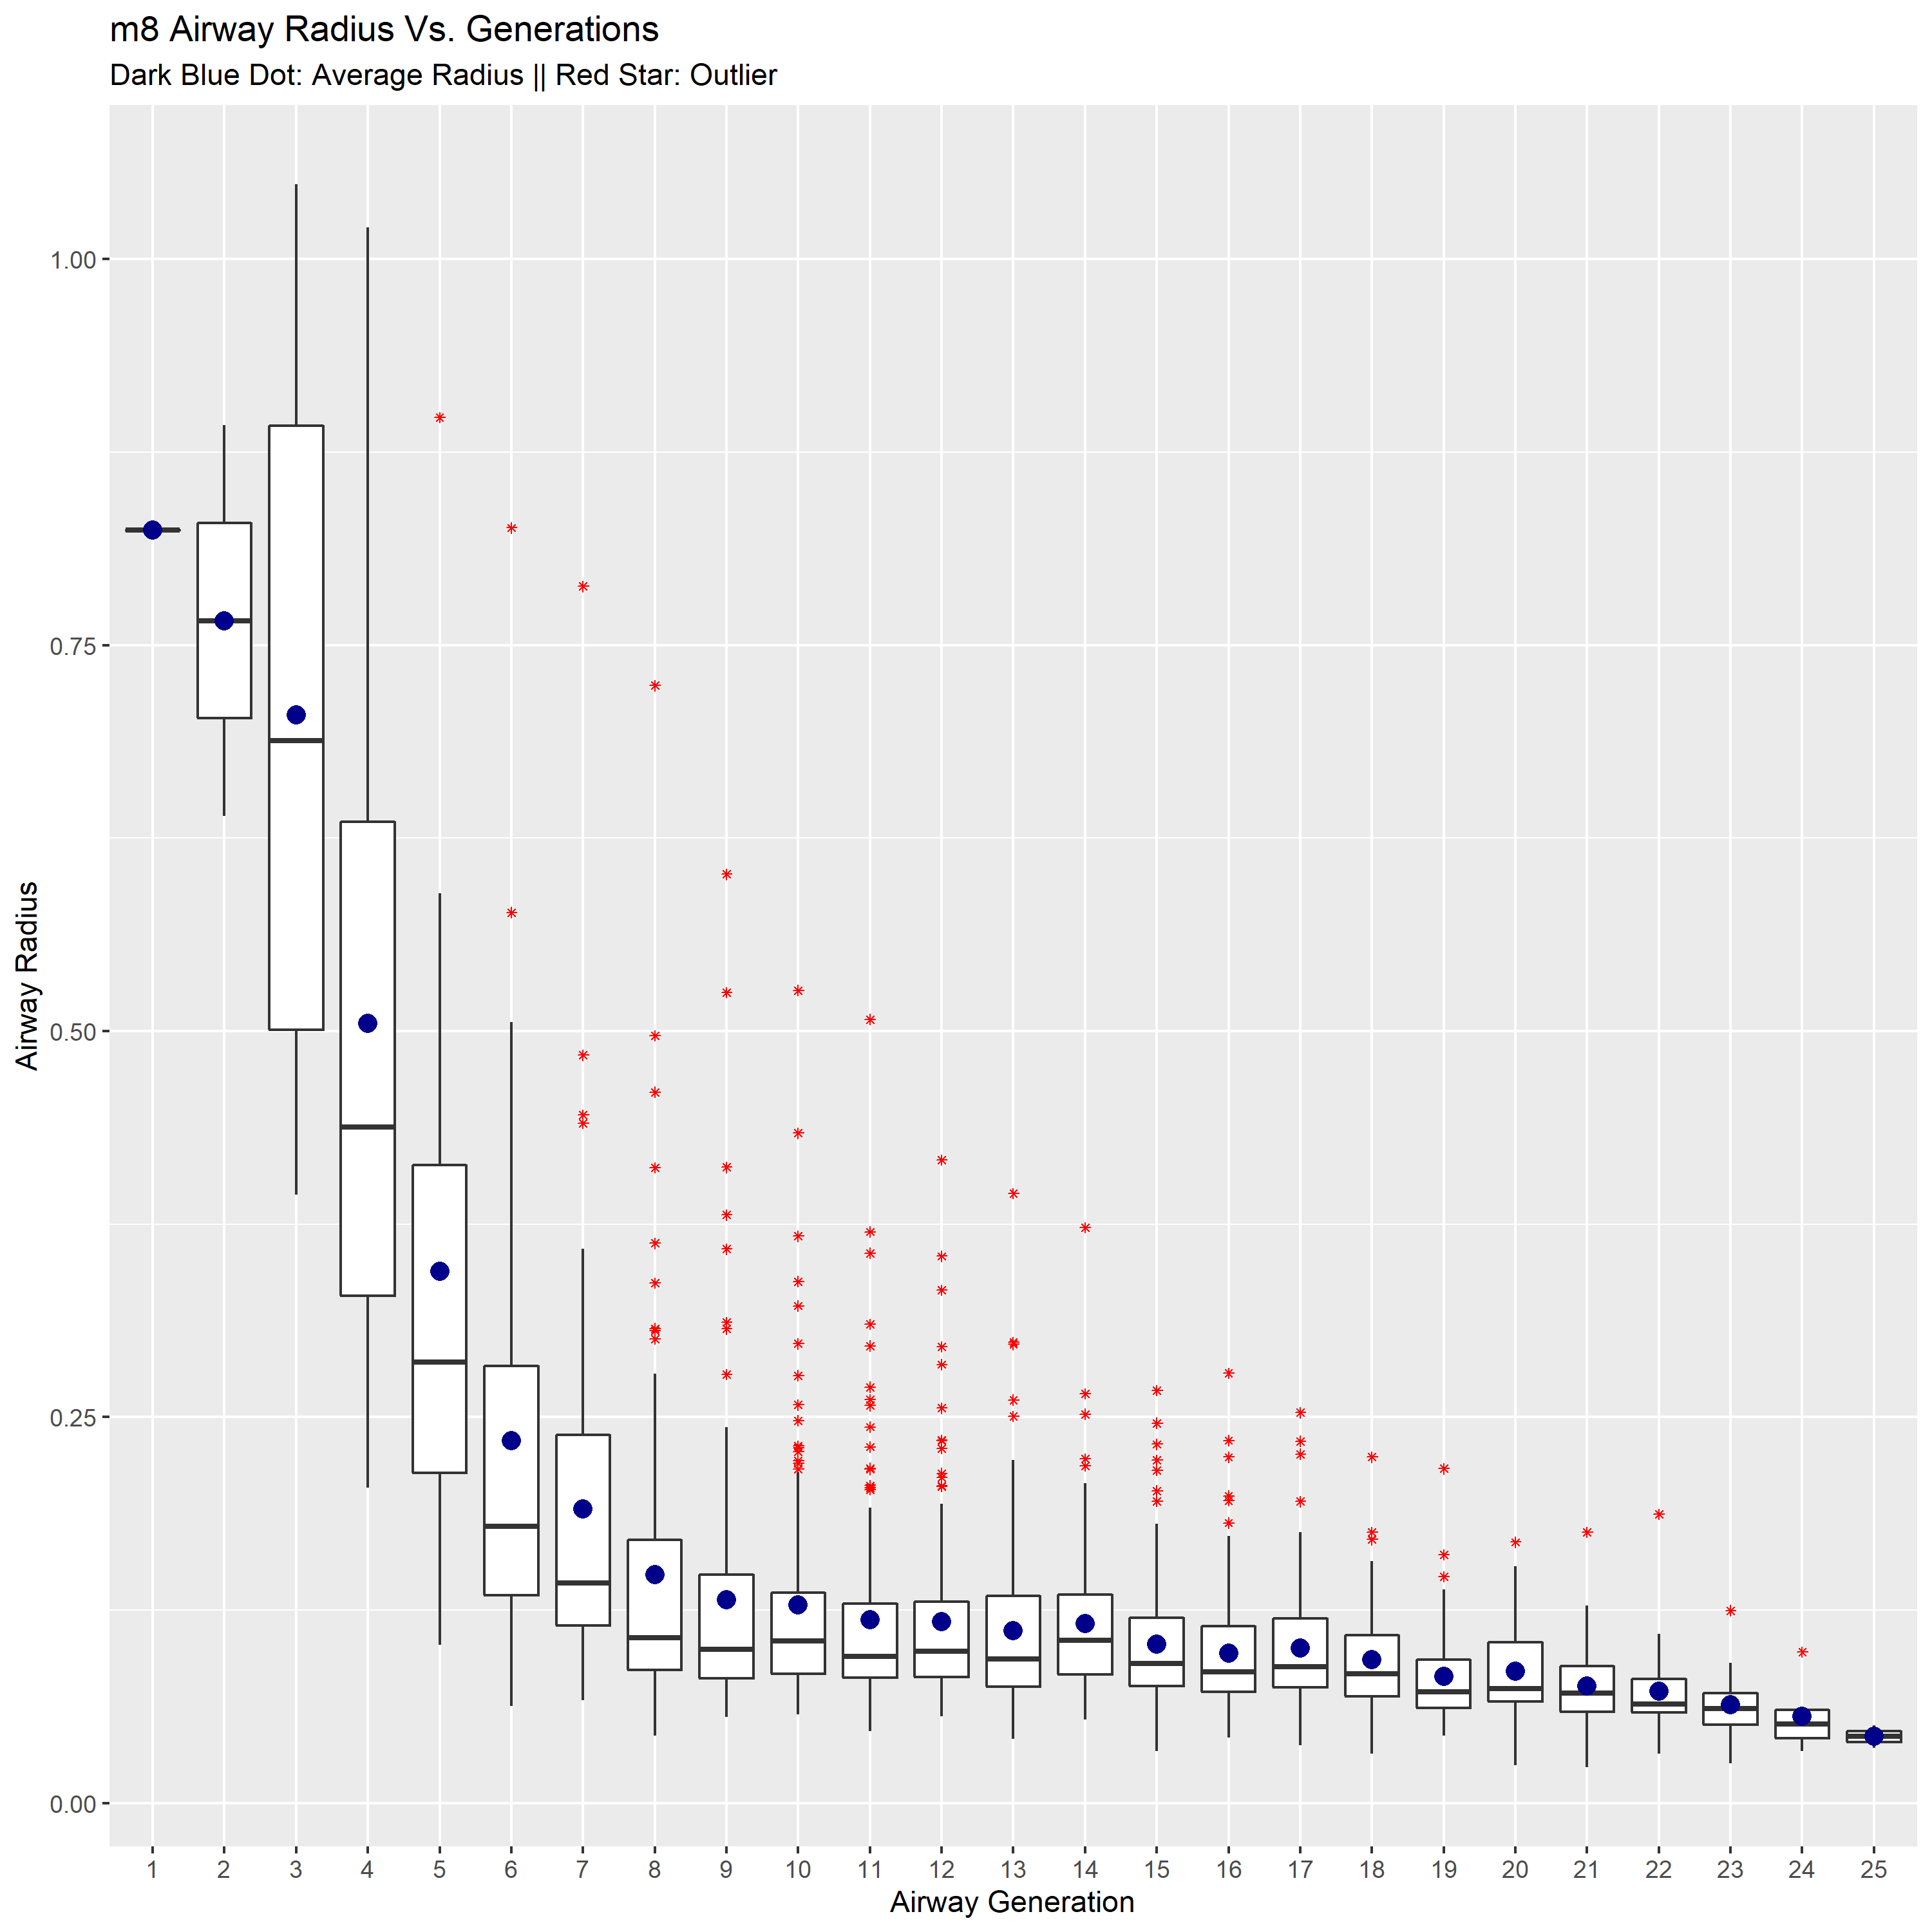 m8 Airway Radius Vs. Generations
Dark Blue Dot: Average Radius || Red Star: Outlier
Airway Radius
1.00
0.75
0.50
0.25
0.00
1 2 3 4 5 6 7 8 9 10 11 12 13 14 15 16 17 18 19 20 21 22 23 24 25
Airway Generation